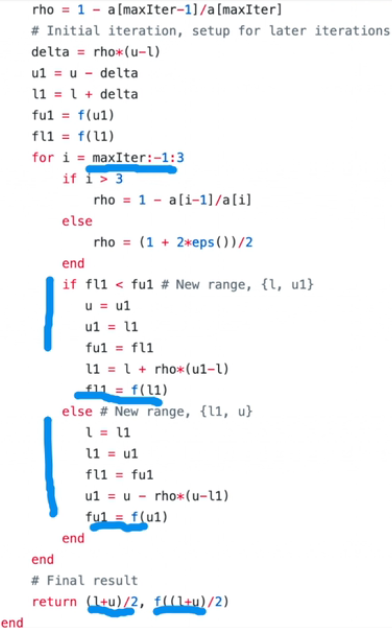 rho = 1 - a[maxIter-1]/a[maxIter]
# Initial iteration, setup for later iterations
delta = rho*(u-l)
u1 = u - delta
l1 = l + delta
fu1 = f(u1)
fl1 = f(l1)
for i = maxIter:-1:3
if i > 3
rho = 1 - a[i-1]/a[i]
else
rho = (1 + 2*eps())/2
end
if fl1 < fu1 # New range, {l, u1}
u = u1
u1 = l1
fu1 = fl1
l1 = l + rho*(u1-l)
fl1 = f(l1)
else # New range, {l1, u}
l = l1
l1 = u1
fl1 = fu1
u1 = u - rho*(u-l1)
fu1 = f(u1)
end
end
# Final result
return (l+u)/2, f((l+u)/2)
end